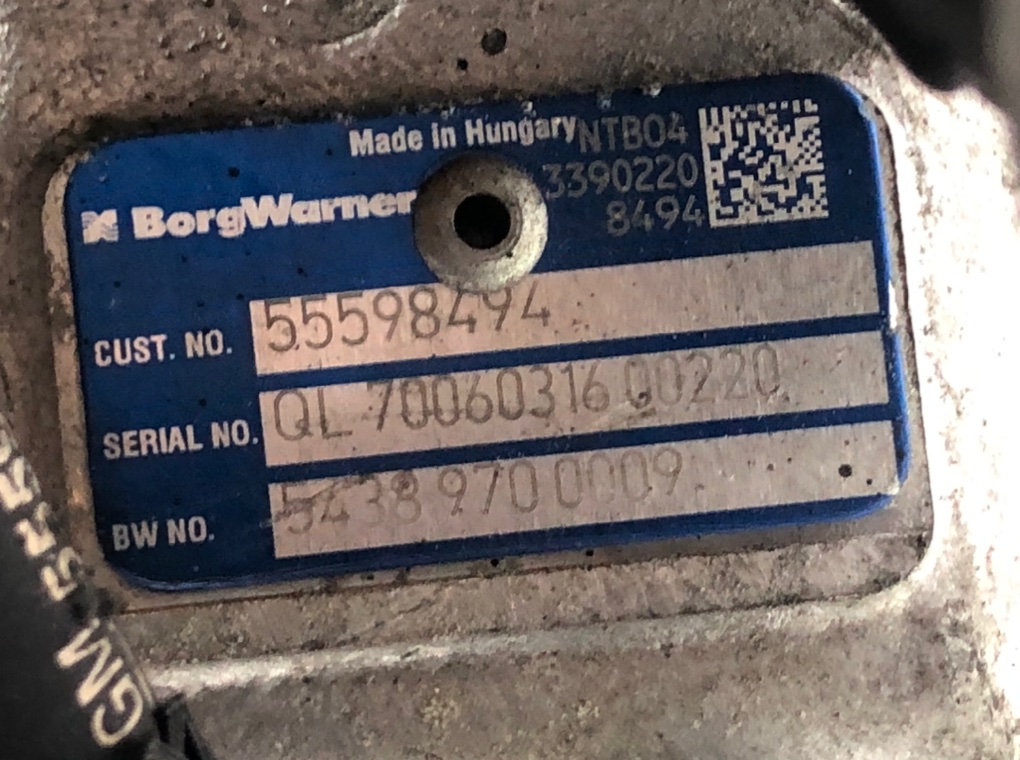 Made in Hungary NTB04
3390220
8494
BorgWarner
CUST. NO. 55598494
SERIAL NO. QL 70060316 00220
BW NO. 5438 970 0009
GM